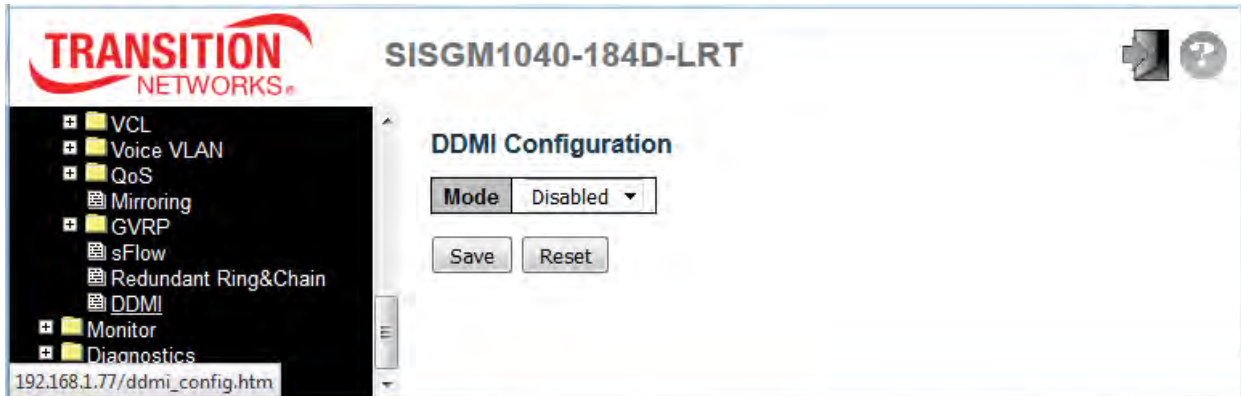 TRANSITION
NETWORKS®
SISGM1040-184D-LRT
?
VCL
Voice VLAN
QoS
Mirroring
GVRP
sFlow
Redundant Ring&Chain
DDMI
Monitor
Diagnostics
192.168.1.77/ddmi_config.htm
DDMI Configuration
Mode Disabled
Save Reset